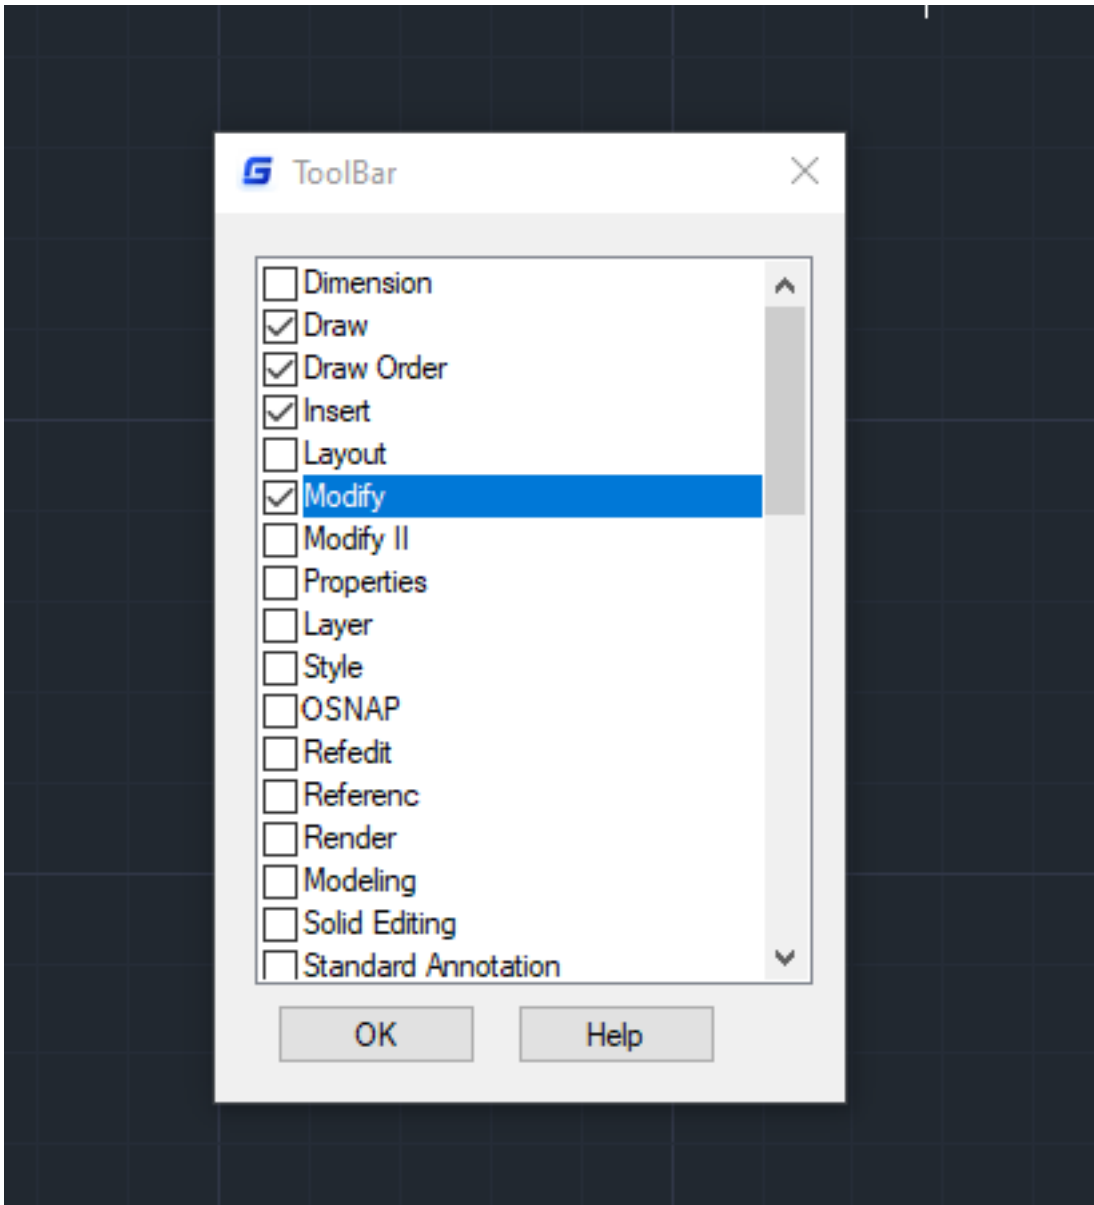 ToolBar
Dimension
Draw
Draw Order
Insert
Layout
Modify
Modify II
Properties
Layer
Style
OSNAP
Refedit
Referenc
Render
Modeling
Solid Editing
Standard Annotation
OK Help